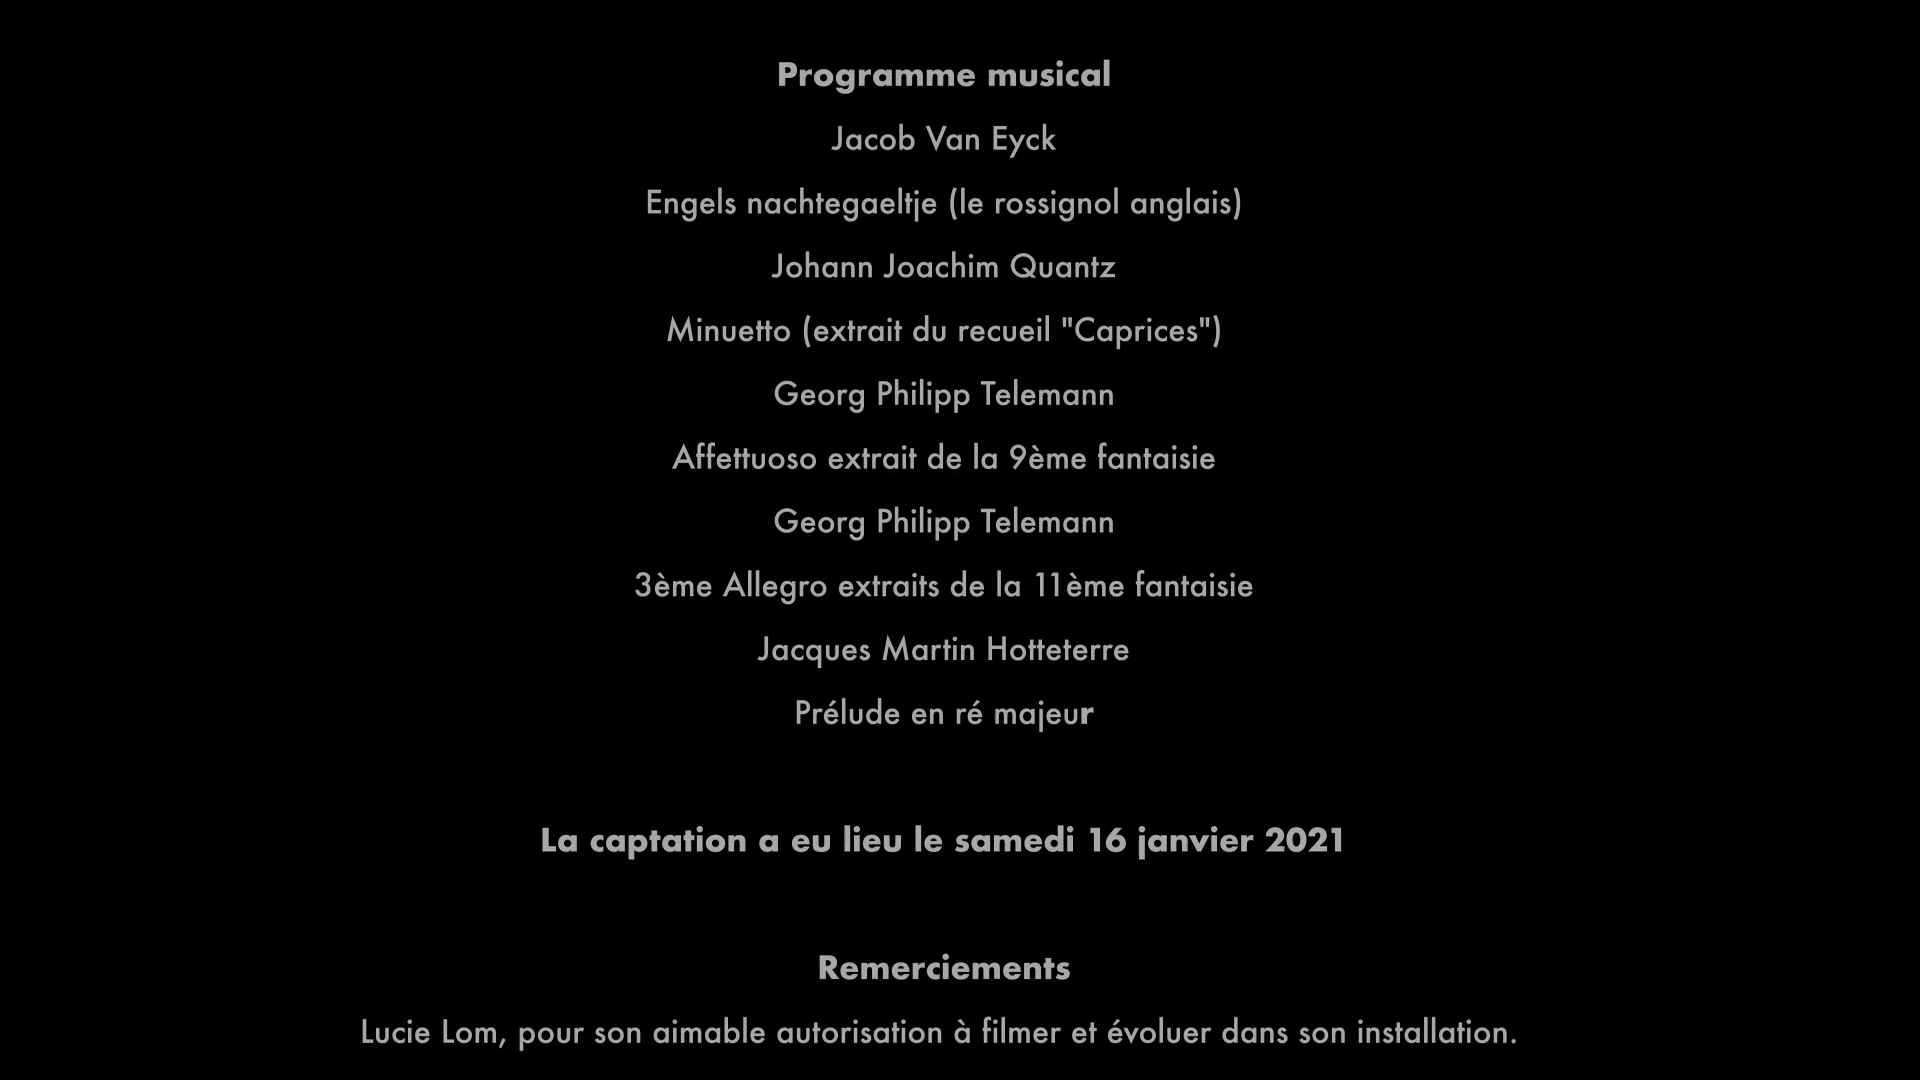 Programme musical
Jacob Van Eyck
Engels nachtegaeltje (le rossignol anglais)
Johann Joachim Quantz
Minuetto (extrait du recueil "Caprices")
Georg Philipp Telemann
Affettuoso extrait de la 9ème fantaisie
Georg Philipp Telemann
3ème Allegro extraits de la 11ème fantaisie
Jacques Martin Hotteterre
Prélude en ré majeur
La captation a eu lieu le samedi 16 janvier 2021
Remerciements
Lucie Lom, pour son aimable autorisation à filmer et évoluer dans son installation.